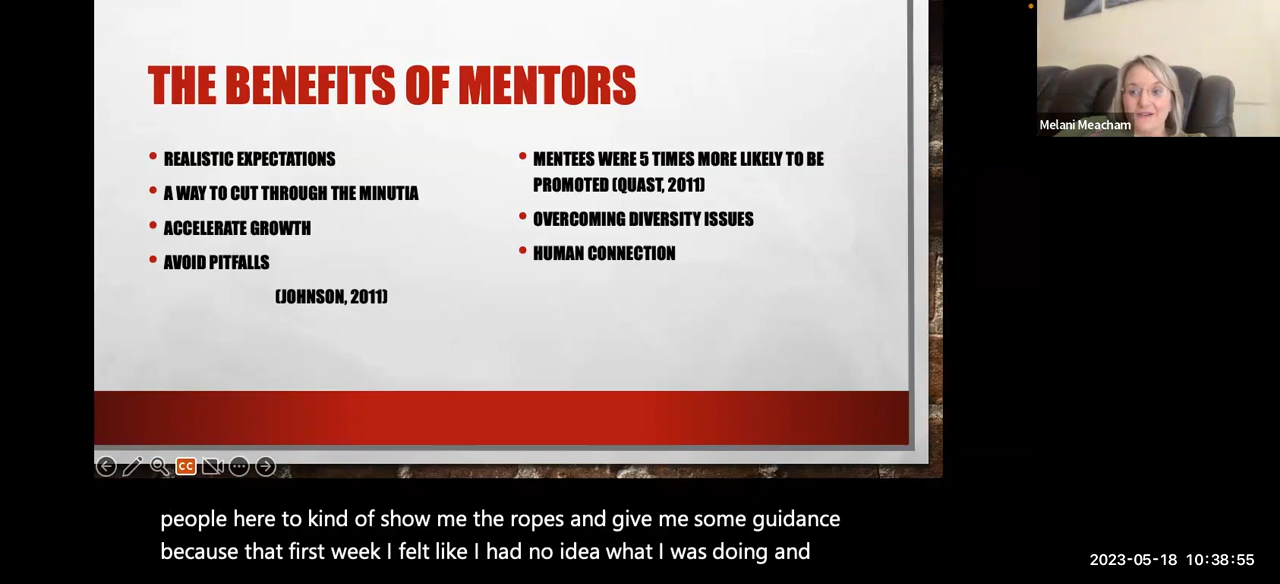 THE BENEFITS OF MENTORS
• REALISTIC EXPECTATIONS
• A WAY TO CUT THROUGH THE MINUTIA
• ACCELERATE GROWTH
• AVOID PITFALLS
(JOHNSON, 2011)
• MENTEES WERE 5 TIMES MORE LIKELY TO BE
PROMOTED (QUAST, 2011)
• OVERCOMING DIVERSITY ISSUES
• HUMAN CONNECTION
Melani Meacham
CC
people here to kind of show me the ropes and give me some guidance
because that first week I felt like I had no idea what I was doing and
2023-05-18 10:38:55